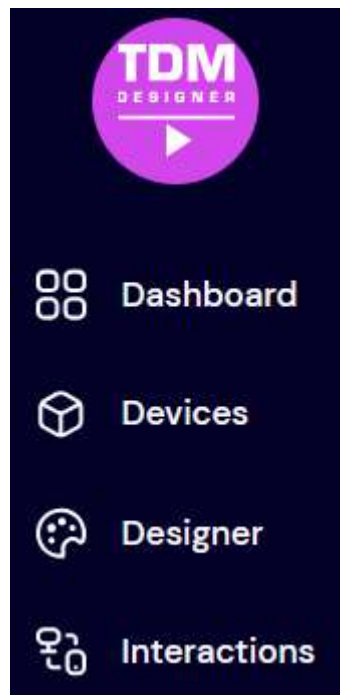 TDM
DESIGNER
Dashboard
Devices
Designer
Interactions